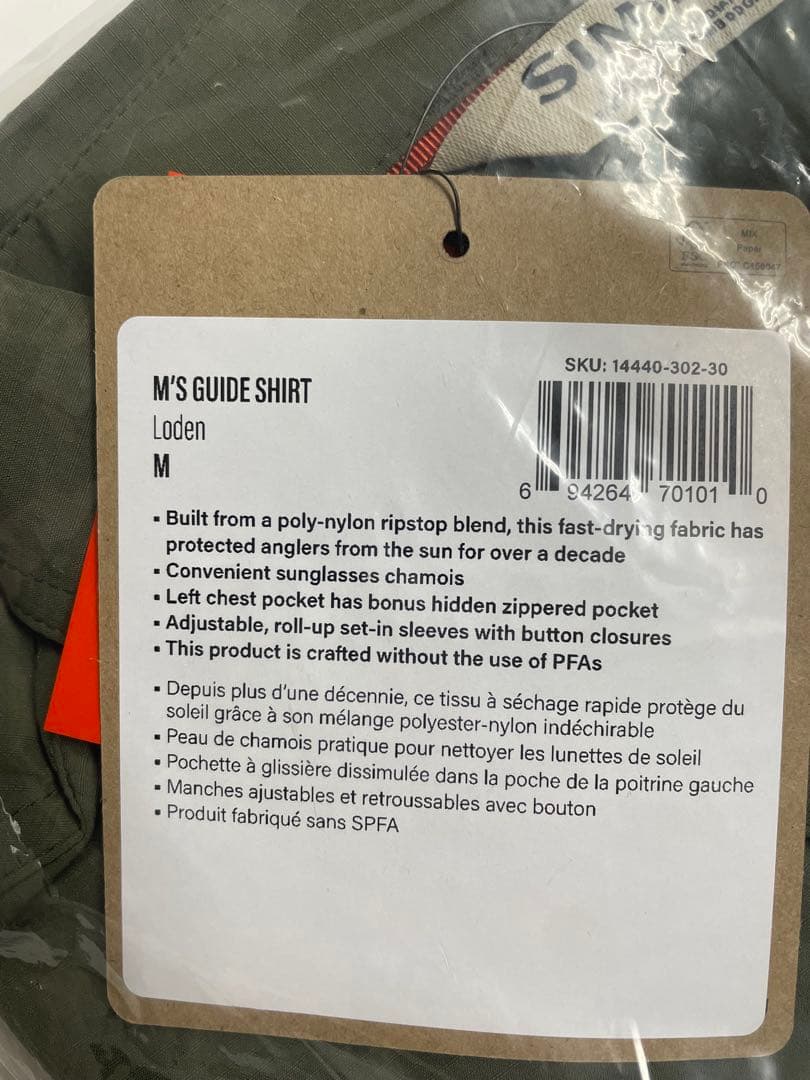 MIX
Paper
FSC
M'S GUIDE SHIRT
Loden
M
SKU: 14440-302-30
6 94264 70101 0
▪ Built from a poly-nylon ripstop blend, this fast-drying fabric has
protected anglers from the sun for over a decade
▪ Convenient sunglasses chamois
▪ Left chest pocket has bonus hidden zippered pocket
▪ Adjustable, roll-up set-in sleeves with button closures
▪ This product is crafted without the use of PFAs
▪ Depuis plus d'une décennie, ce tissu à séchage rapide protège du
soleil grâce à son mélange polyester-nylon indéchirable
▪ Peau de chamois pratique pour nettoyer les lunettes de soleil
▪ Pochette à glissière dissimulée dans la poche de la poitrine gauche
▪ Manches ajustables et retroussables avec bouton
▪ Produit fabriqué sans SPFA